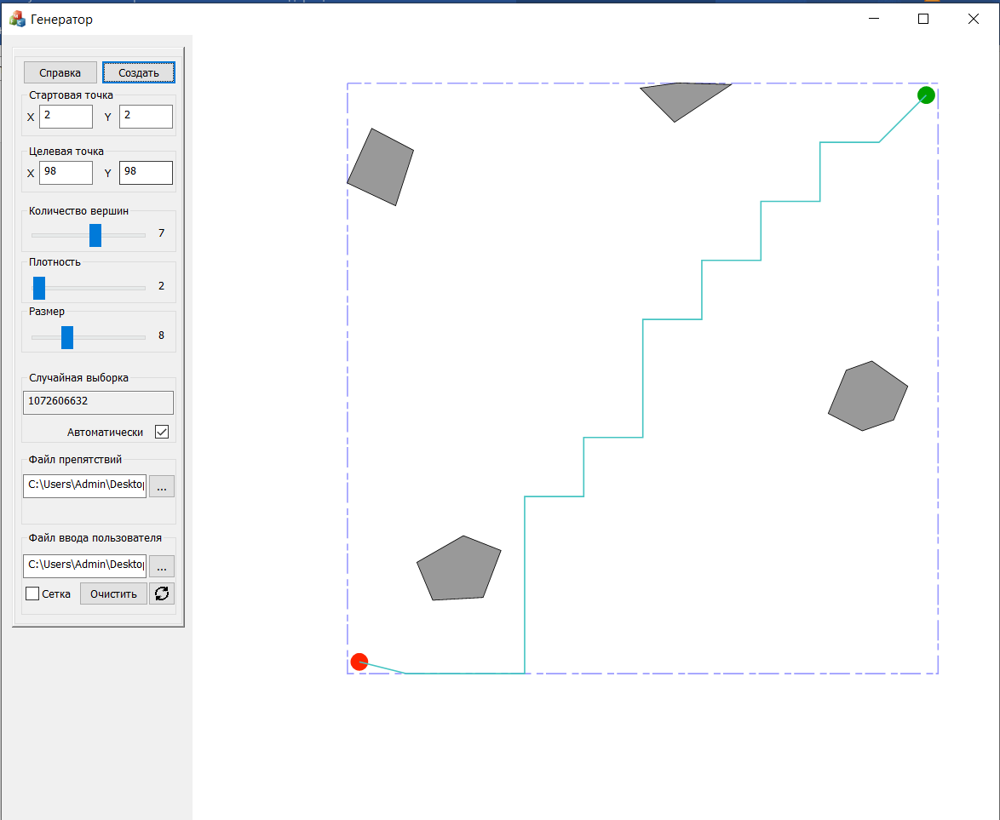 Генератор
Справка
Создать
Стартовая точка
X 2 Y 2
Целевая точка
X 98 Y 98
Количество вершин
7
Плотность
2
Размер
8
Случайная выборка
1072606632
Автоматически
Файл препятствий
C:\Users\Admin\Desktop
...
Файл ввода пользователя
C:\Users\Admin\Desktop
...
Сетка
Очистить